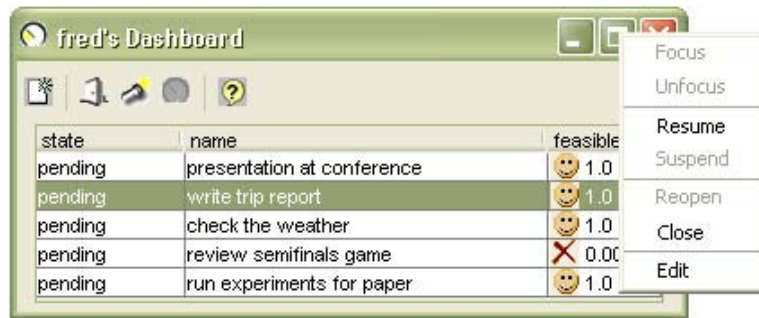 fred's Dashboard
state name feasible
pending presentation at conference 1.0
pending write trip report 1.0
pending check the weather 1.0
pending review semifinals game 0.00
pending run experiments for paper 1.0
Focus
Unfocus
Resume
Suspend
Reopen
Close
Edit